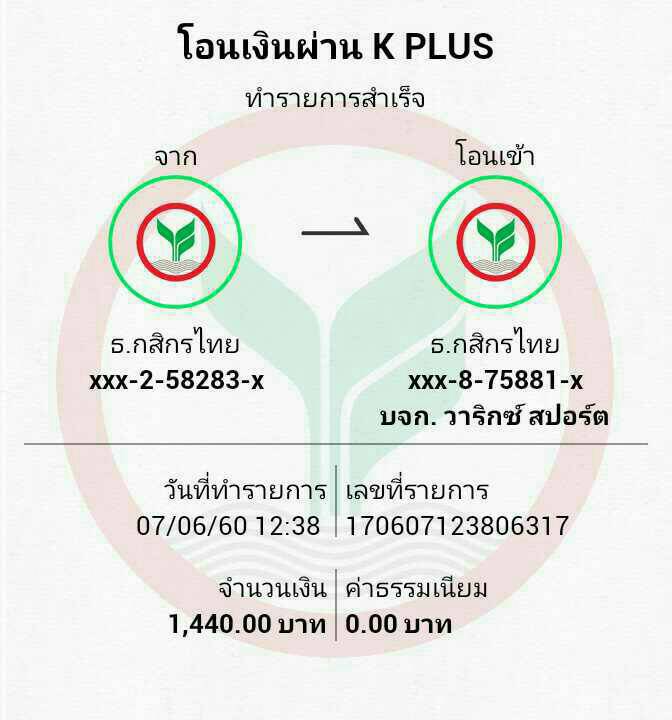 โอนเงินผ่าน K PLUS
ทำรายการสำเร็จ
จาก
โอนเข้า
ธ.กสิกรไทย
xxx-2-58283-x
ธ.กสิกรไทย
xxx-8-75881-x
บจก. วาริกซ์ สปอร์ต
วันที่ทำรายการ
07/06/60 12:38
เลขที่รายการ
170607123806317
จำนวนเงิน
1,440.00 บาท
ค่าธรรมเนียม
0.00 บาท